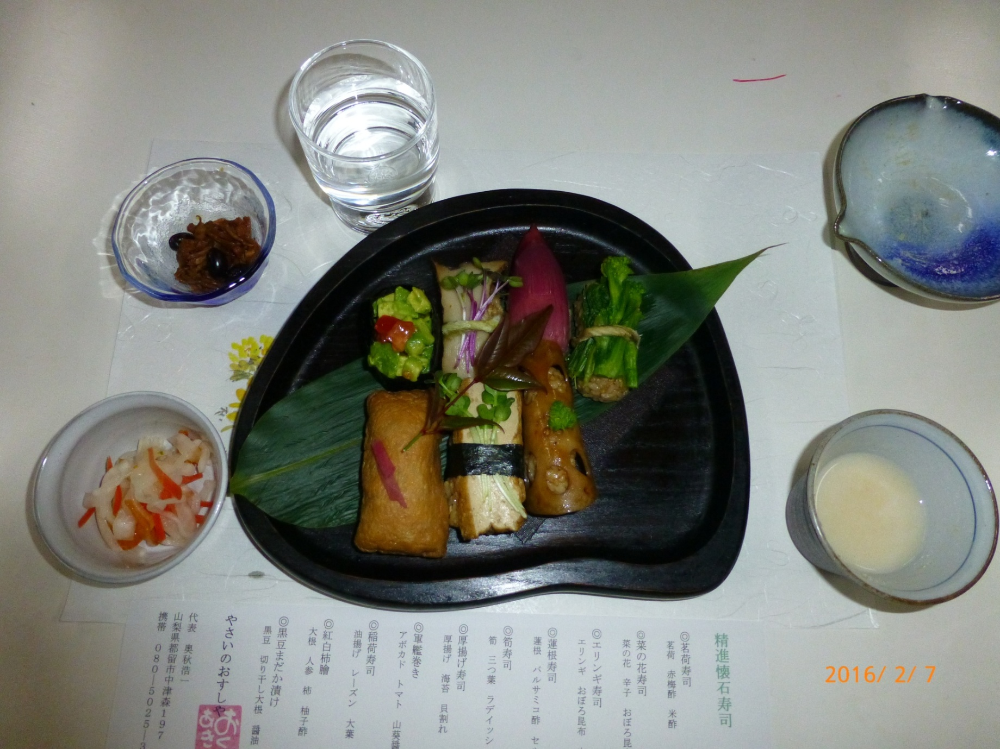 精進懐石寿司
◎茗荷寿司
茗荷 赤梅酢 米酢
◎菜の花寿司
菜の花 辛子 おぼろ昆
◎エリンギ寿司
エリンギ おぼろ昆布
◎蓮根寿司
蓮根 バルサミコ酢 セ
◎筍寿司
筍 三つ葉 ラディッシ
◎厚揚げ寿司
厚揚げ 海苔 貝割れ
◎軍艦巻き
アボカド トマト 山葵醬
◎稲荷寿司
油揚げ レーズン 大葉
◎紅白柿膾
大根 人参 柿 柚子酢
◎黒豆まだか漬け
黒豆 切り干し大根 醤油
やさいのおすしや
おくあき
代表 奥秋浩一
山梨県都留市中津森197
携帯 080―5025―3
2016/ 2/ 7